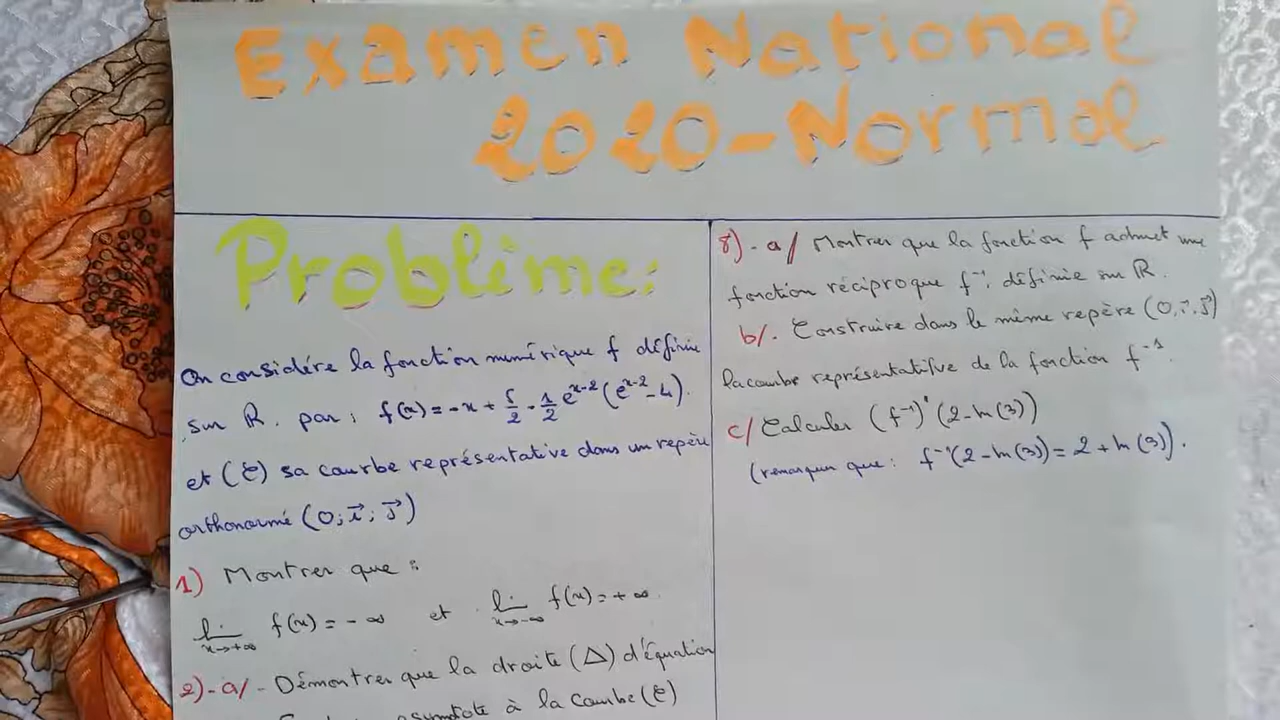 Examen National
2020-Normal
Problème:
On considére la fonction numérique f définie
sur R. par: f(x) = -x + 5/2 - 1/2 e^{x-2} (e^{x-2} - 4).
et (C) sa courbe représentative dans un repère
orthonormé (O; i⃗; j⃗)
1) Montrer que :
lim x→+∞ f(x) = -∞ et lim x→-∞ f(x) = +∞.
2)-a/- Démontrer que la droite (Δ) d'équation
asymptote à la courbe (C)
8)-a/ Montrer que la fonction f admet une
fonction réciproque f⁻¹. définie sur R.
b/. Construire dans le même repère (O, i⃗, j⃗)
la courbe représentative de la fonction f⁻¹.
c/ Calculer (f⁻¹)' (2-ln(3))
(remarquer que: f⁻¹(2-ln(3)) = 2+ln(3)).